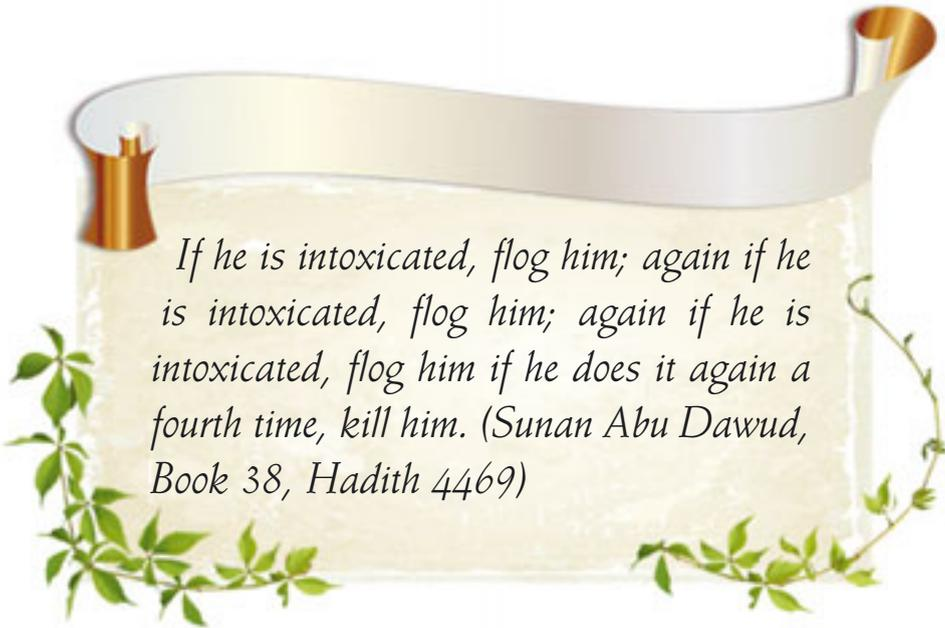 If he is intoxicated, flog him; again if he
is intoxicated, flog him; again if he is
intoxicated, flog him if he does it again a
fourth time, kill him. (Sunan Abu Dawud,
Book 38, Hadith 4469)